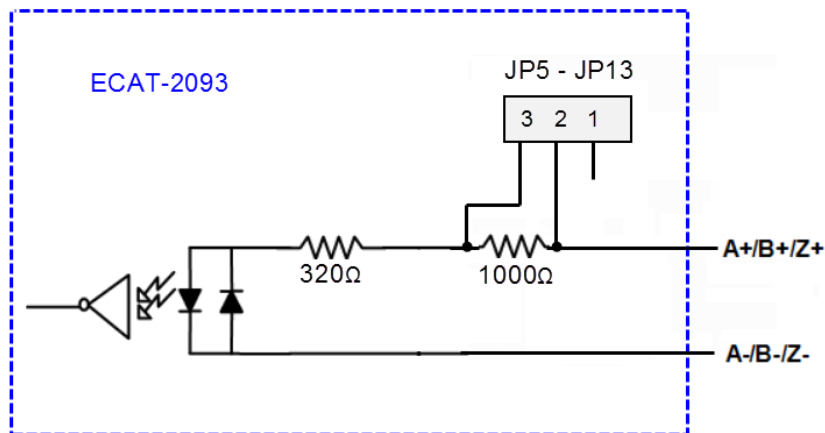 JP5 - JP13
ECAT-2093
3 2 1
A+/B+/Z+
320Ω
1000Ω
A-/B-/Z-